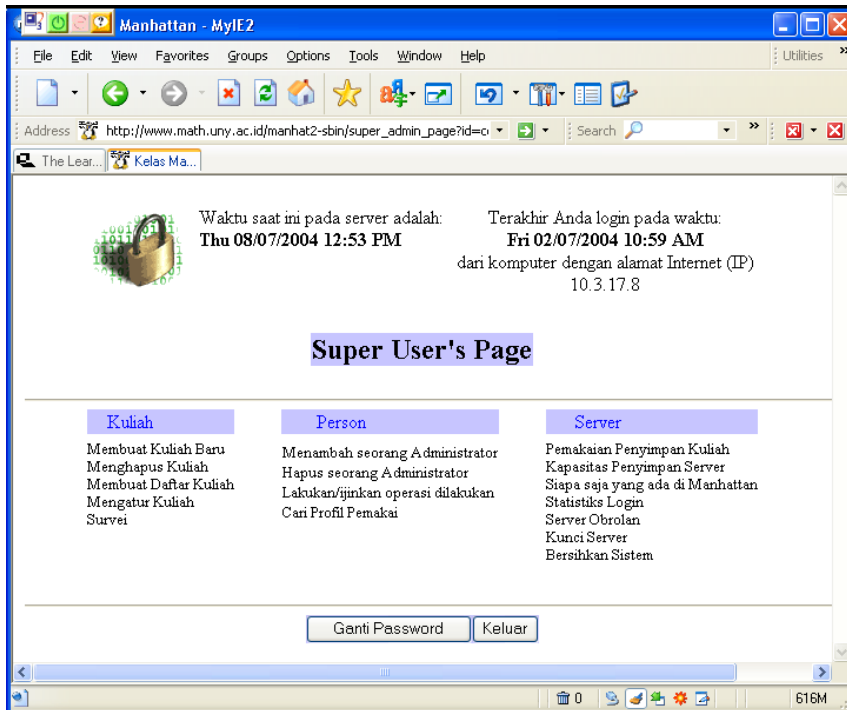 Manhattan - MyIE2
File Edit View Favorites Groups Options Tools Window Help Utilities »
Address http://www.math.uny.ac.id/manhat2-sbin/super_admin_page?id=c Search »
The Lear... Kelas Ma...
Waktu saat ini pada server adalah:
Thu 08/07/2004 12:53 PM
Terakhir Anda login pada waktu:
Fri 02/07/2004 10:59 AM
dari komputer dengan alamat Internet (IP)
10.3.17.8
Super User's Page
Kuliah
Membuat Kuliah Baru
Menghapus Kuliah
Membuat Daftar Kuliah
Mengatur Kuliah
Survei
Person
Menambah seorang Administrator
Hapus seorang Administrator
Lakukan/ijinkan operasi dilakukan
Cari Profil Pemakai
Server
Pemakaian Penyimpan Kuliah
Kapasitas Penyimpan Server
Siapa saja yang ada di Manhattan
Statistiks Login
Server Obrolan
Kunci Server
Bersihkan Sistem
Ganti Password Keluar
0 616M